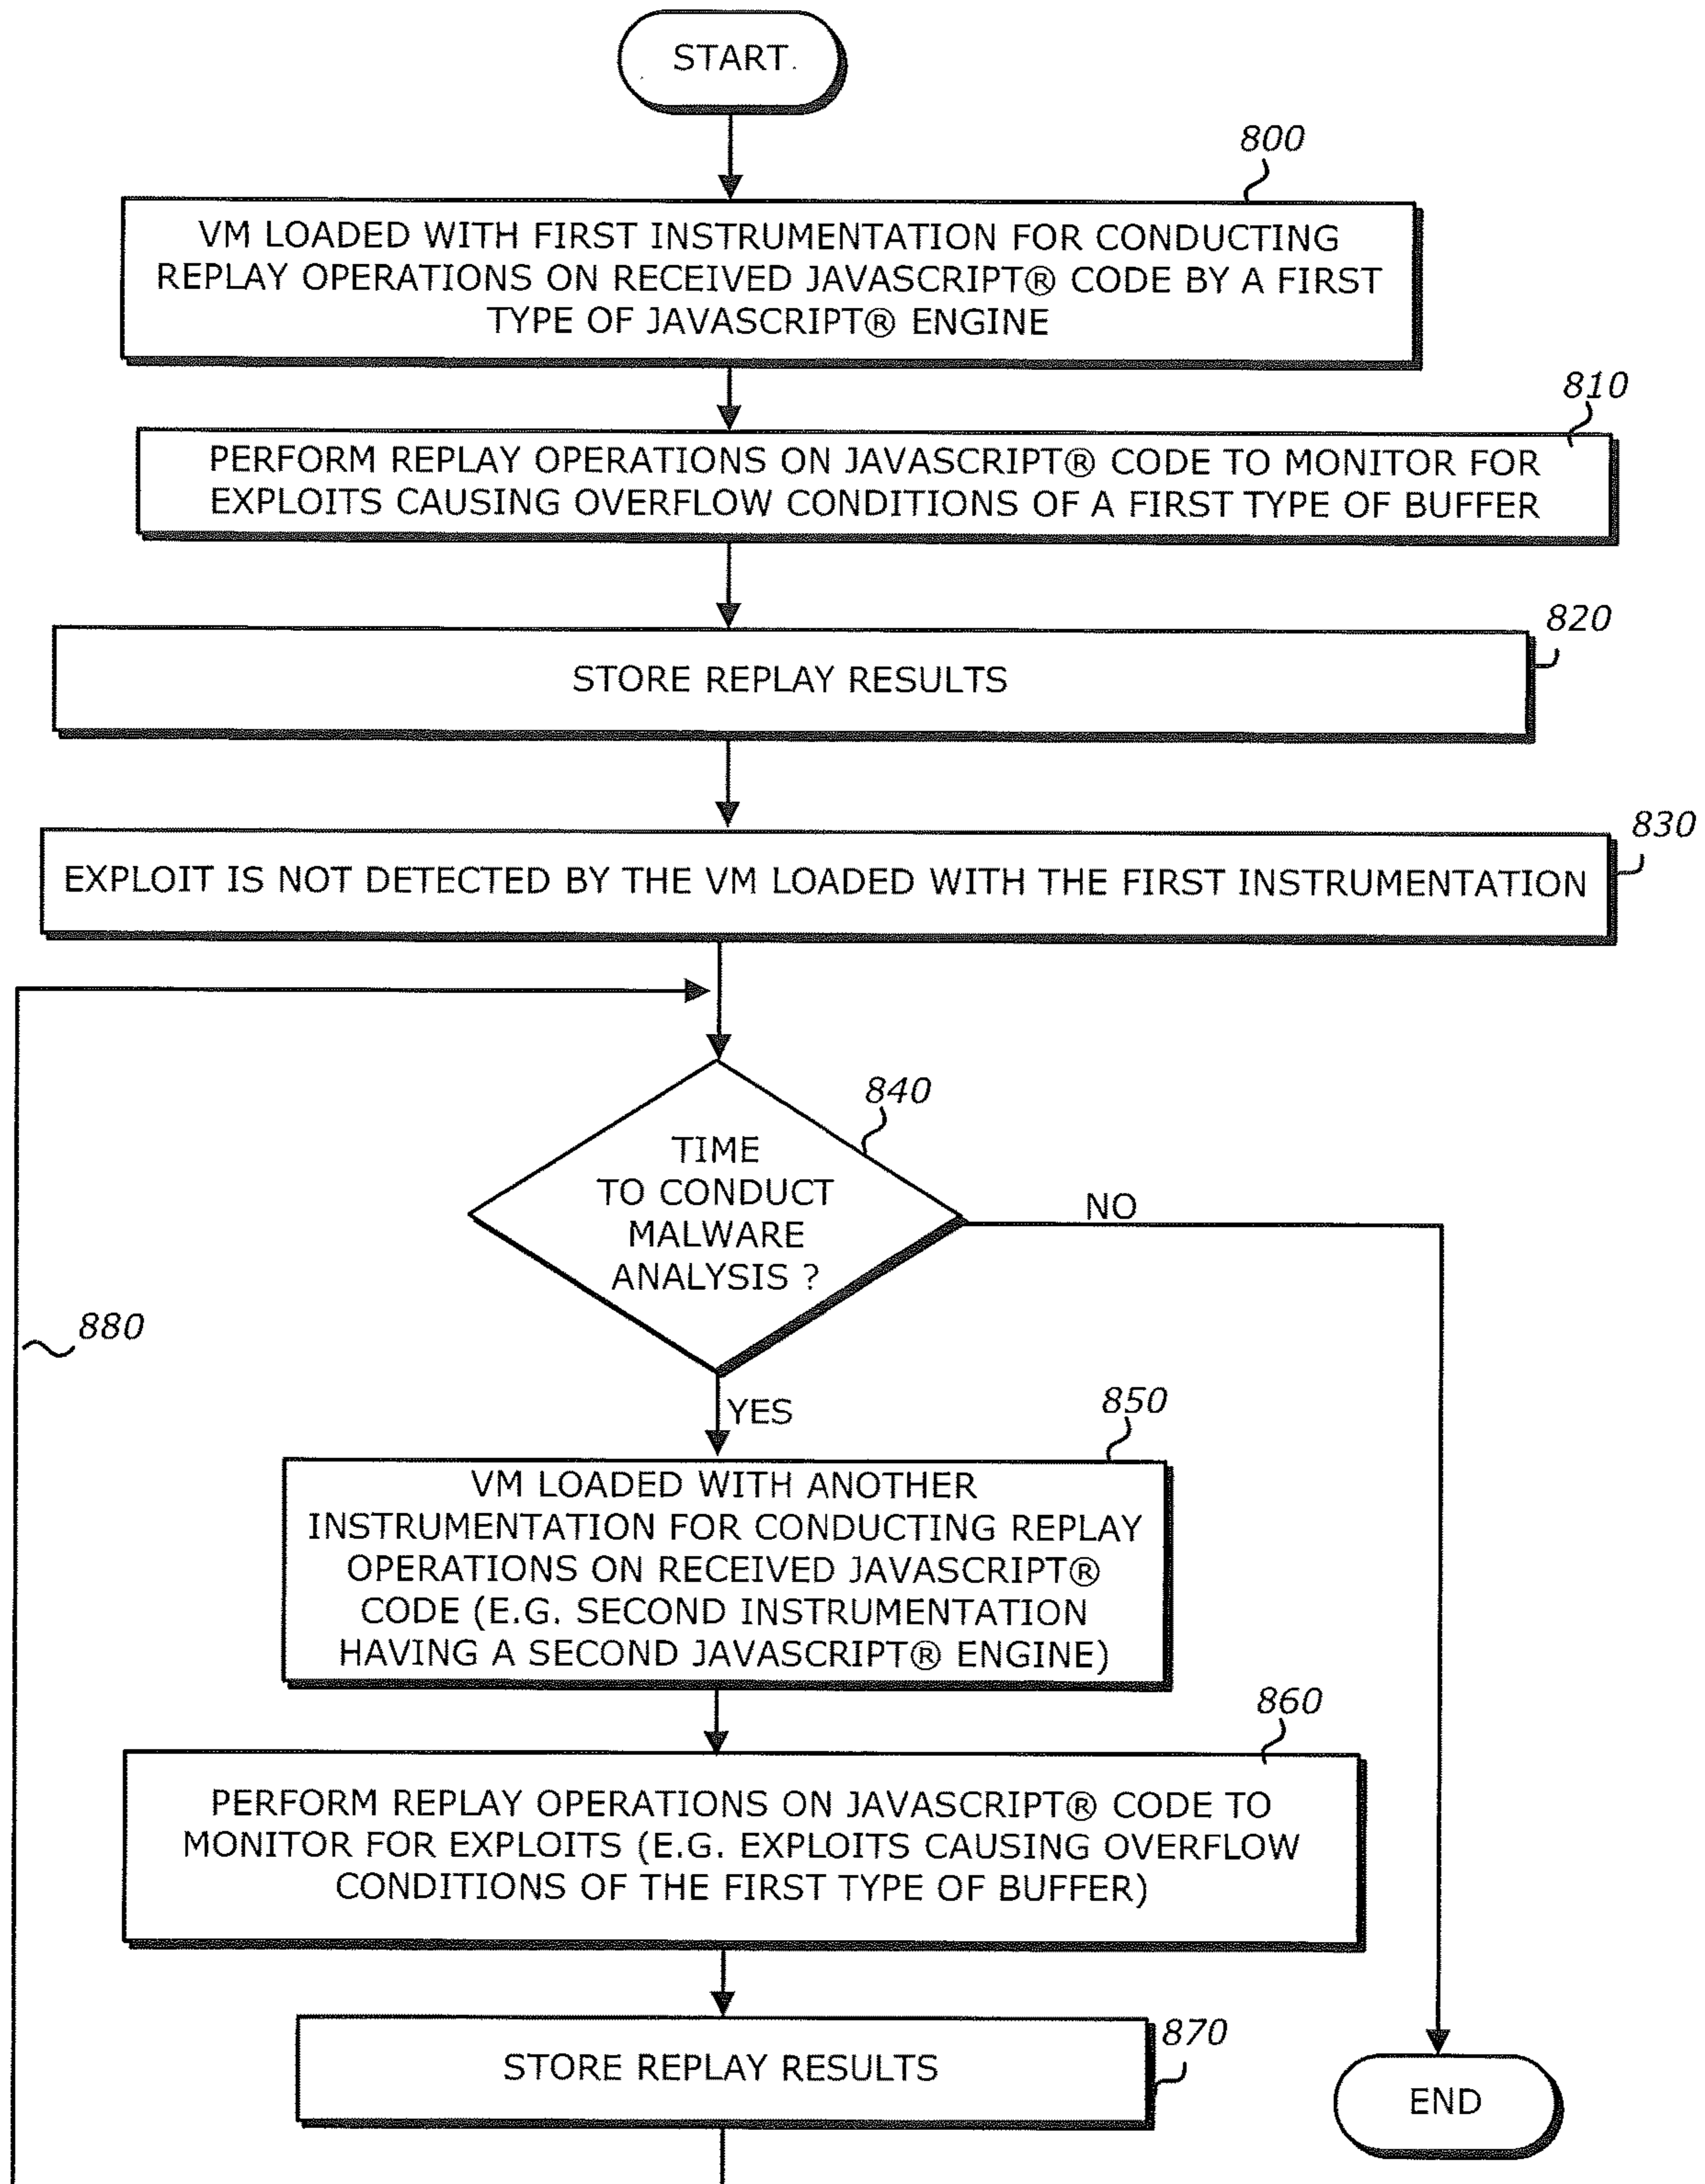 START
800
VM LOADED WITH FIRST INSTRUMENTATION FOR CONDUCTING
REPLAY OPERATIONS ON RECEIVED JAVASCRIPT® CODE BY A FIRST
TYPE OF JAVASCRIPT® ENGINE
810
PERFORM REPLAY OPERATIONS ON JAVASCRIPT® CODE TO MONITOR FOR
EXPLOITS CAUSING OVERFLOW CONDITIONS OF A FIRST TYPE OF BUFFER
820
STORE REPLAY RESULTS
830
EXPLOIT IS NOT DETECTED BY THE VM LOADED WITH THE FIRST INSTRUMENTATION
840
TIME
TO CONDUCT
MALWARE
ANALYSIS ?
NO
880
YES
850
VM LOADED WITH ANOTHER
INSTRUMENTATION FOR CONDUCTING REPLAY
OPERATIONS ON RECEIVED JAVASCRIPT®
CODE (E.G. SECOND INSTRUMENTATION
HAVING A SECOND JAVASCRIPT® ENGINE)
860
PERFORM REPLAY OPERATIONS ON JAVASCRIPT® CODE TO
MONITOR FOR EXPLOITS (E.G. EXPLOITS CAUSING OVERFLOW
CONDITIONS OF THE FIRST TYPE OF BUFFER)
870
STORE REPLAY RESULTS
END